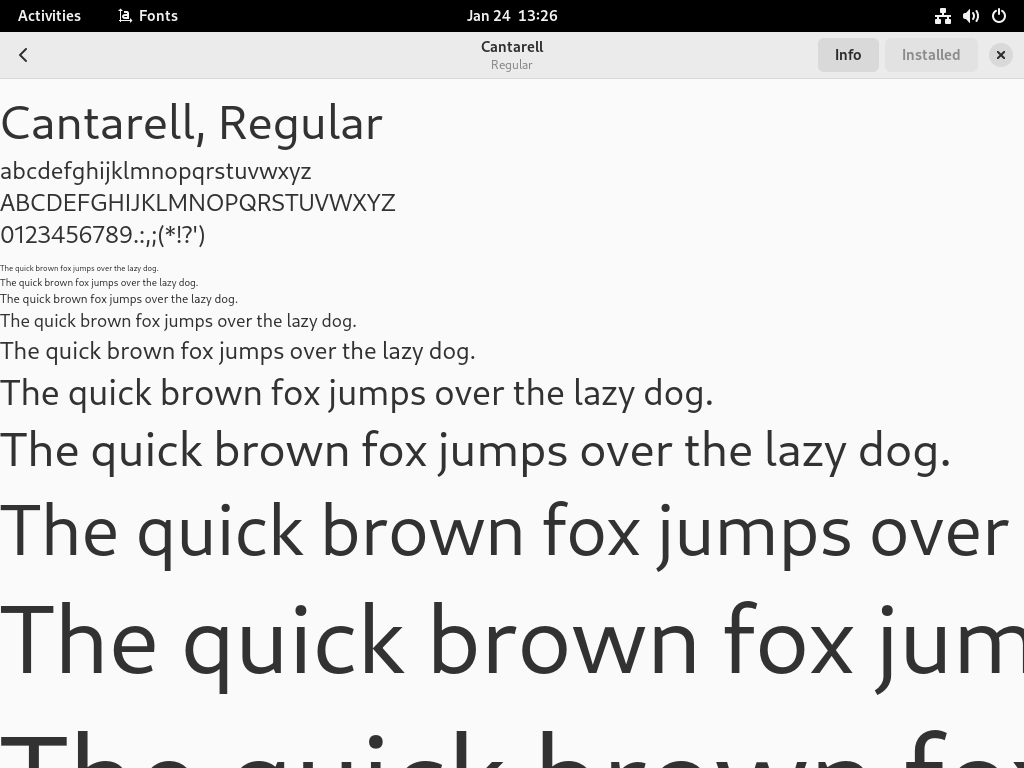 Activities Fonts Jan 24 13:26
Cantarell
Regular
Info Installed
Cantarell, Regular
abcdefghijklmnopqrstuvwxyz
ABCDEFGHIJKLMNOPQRSTUVWXYZ
0123456789.:,;(*!?')
The quick brown fox jumps over the lazy dog.
The quick brown fox jumps over the lazy dog.
The quick brown fox jumps over the lazy dog.
The quick brown fox jumps over the lazy dog.
The quick brown fox jumps over the lazy dog.
The quick brown fox jumps over the lazy dog.
The quick brown fox jumps over the lazy dog.
The quick brown fox jumps over
The quick brown fox jum
The quick brown fox